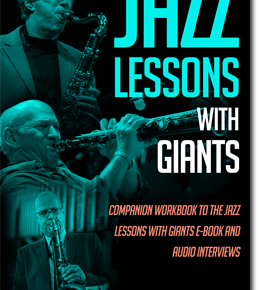 JAZZ
LESSONS
WITH
GIANTS
COMPANION WORKBOOK TO THE JAZZ
LESSONS WITH GIANTS E-BOOK AND
AUDIO INTERVIEWS